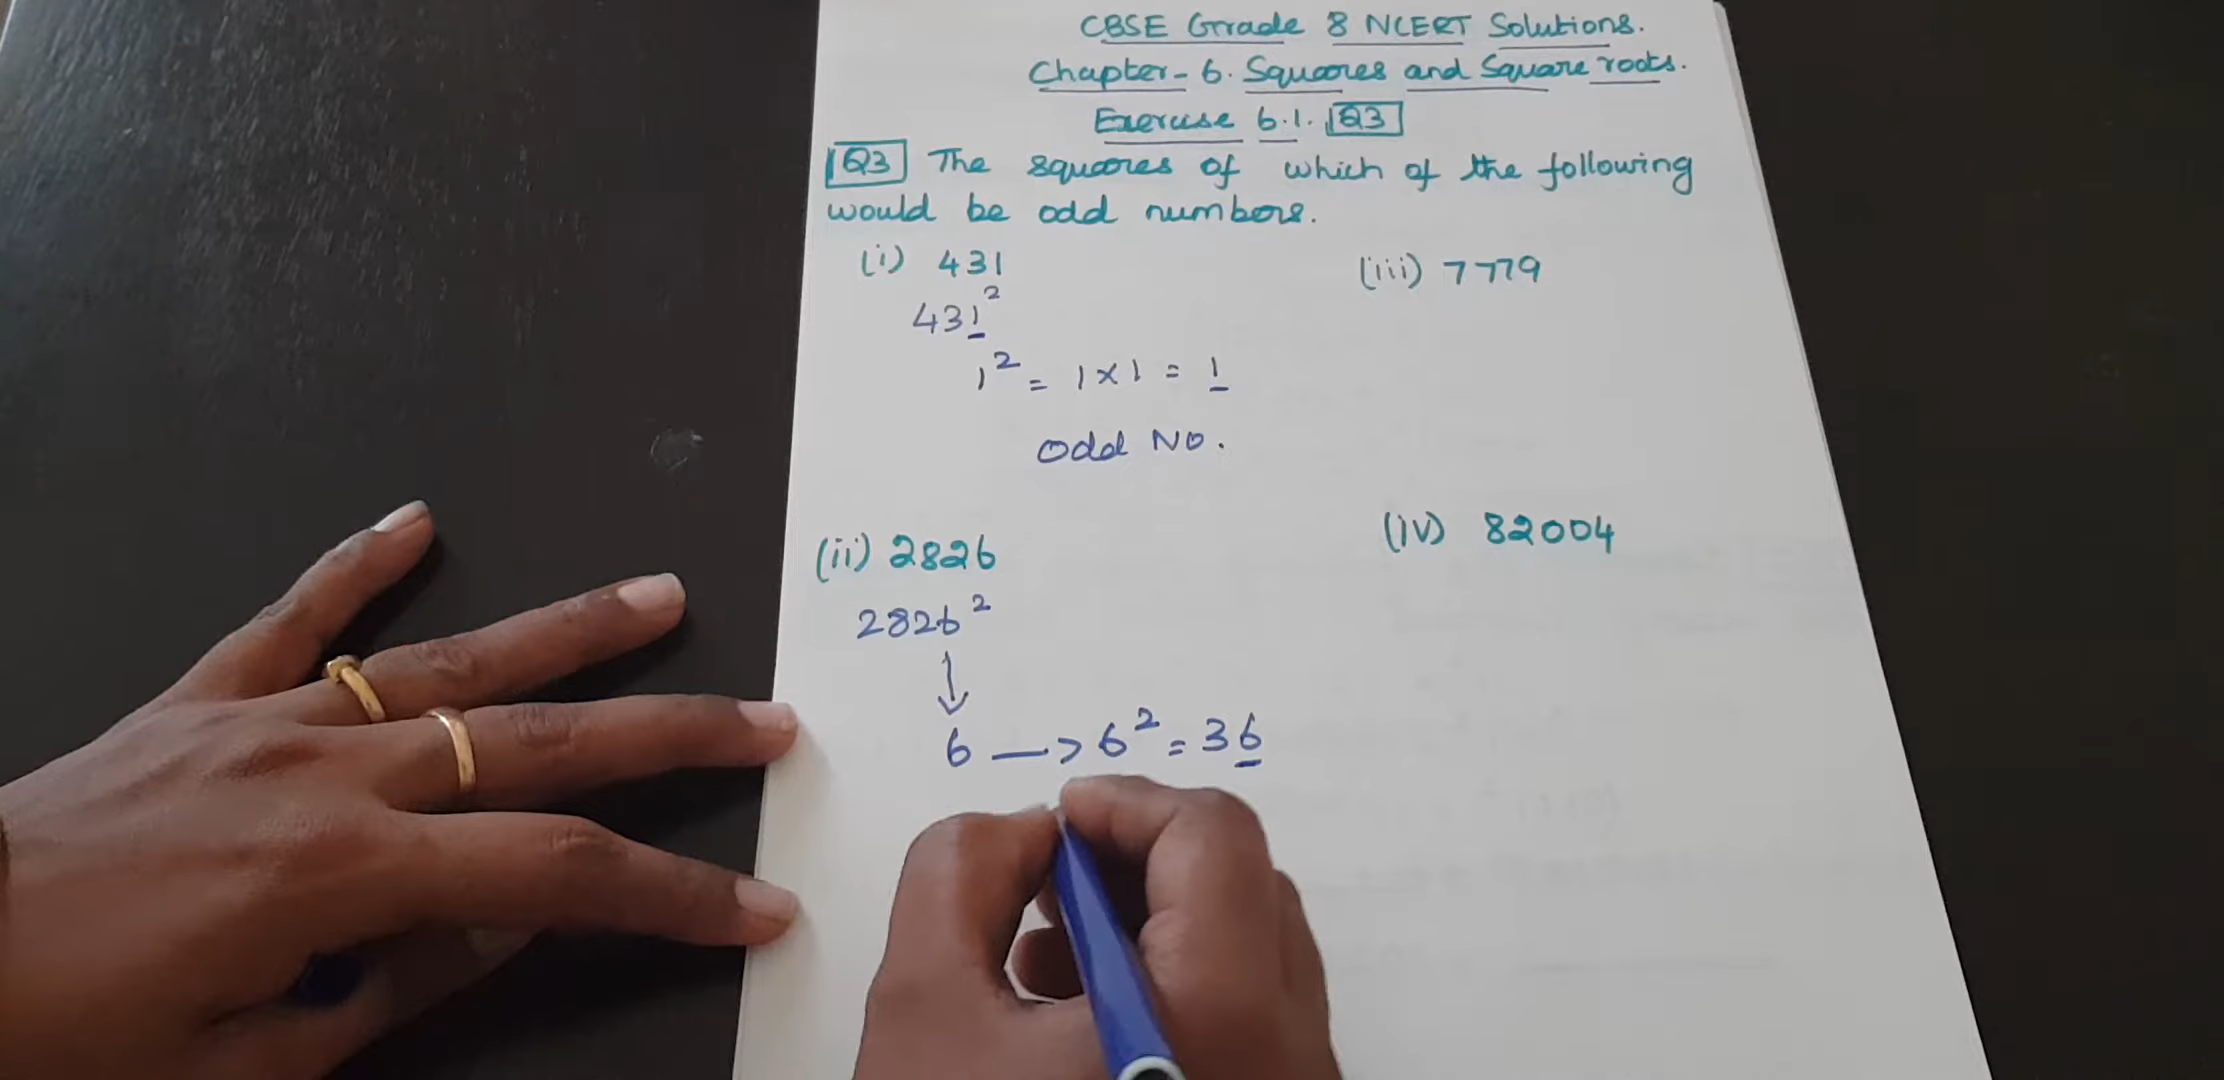 CBSE Grade 8 NCERT Solutions.
Chapter - 6. Squares and Square roots.
Exercise 6.1. Q3
Q3 The squares of which of the following
would be odd numbers.
(i) 431
431²
1² = 1 x 1 = 1
Odd NO.
(ii) 2826
2826²
↓
6 —> 6² = 36
(iii) 7779
(iv) 82004